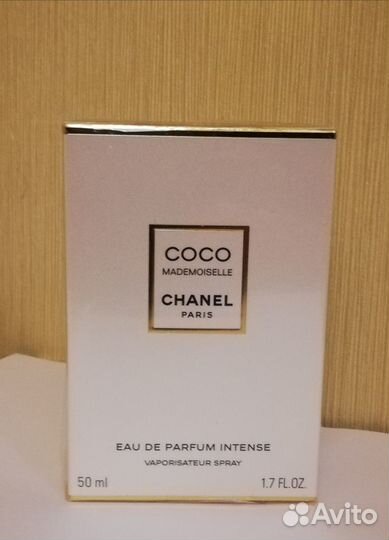 COCO
MADEMOISELLE
CHANEL
PARIS
EAU DE PARFUM INTENSE
VAPORISATEUR SPRAY
50 ml 1.7 FL.OZ.
Avito